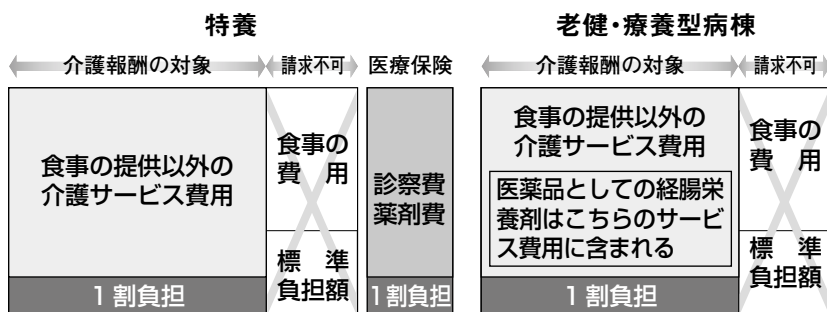 特養
介護報酬の対象
請求不可
医療保険
食事の提供以外の
介護サービス費用
1割負担
食事の
費　用
標　準
負担額
診察費
薬剤費
1割負担
老健・療養型病棟
介護報酬の対象
請求不可
食事の提供以外の
介護サービス費用
医薬品としての経腸栄
養剤はこちらのサービ
ス費用に含まれる
1割負担
食事の
費　用
標　準
負担額